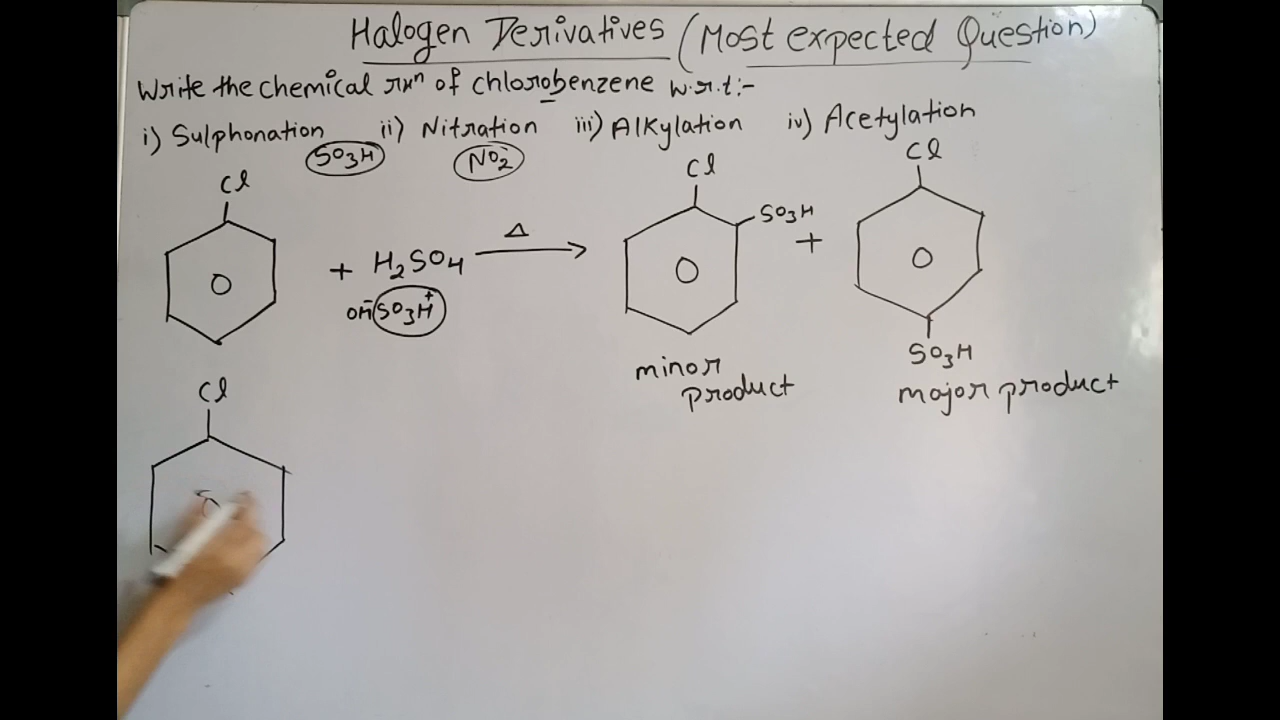 Halogen Derivatives (Most expected Question)
Write the chemical rxⁿ of chlorobenzene w.r.t:-
i) Sulphonation ii) Nitration iii) Alkylation iv) Acetylation
SO₃H NO₂
Cl Cl Cl
SO₃H
+ H₂SO₄ Δ +
OH⁻ SO₃H⁺
SO₃H
minor product
major product
Cl